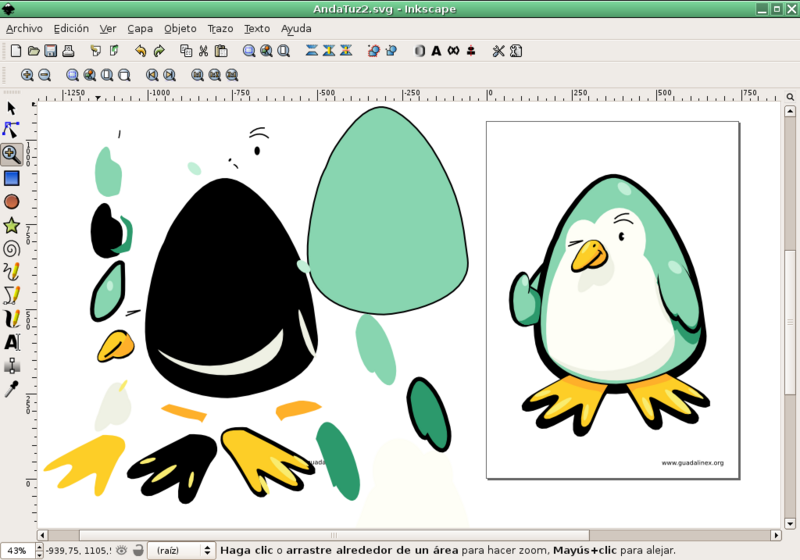 AndaTuz2.svg - Inkscape
Archivo Edición Ver Capa Objeto Trazo Texto Ayuda
-1250 -1000 -750 -500 -250 0 250 500 750
www.guadalinex.org
43% -939,75, 1105,5 (raíz) Haga clic o arrastre alrededor de un área para hacer zoom, Mayús+clic para alejar.